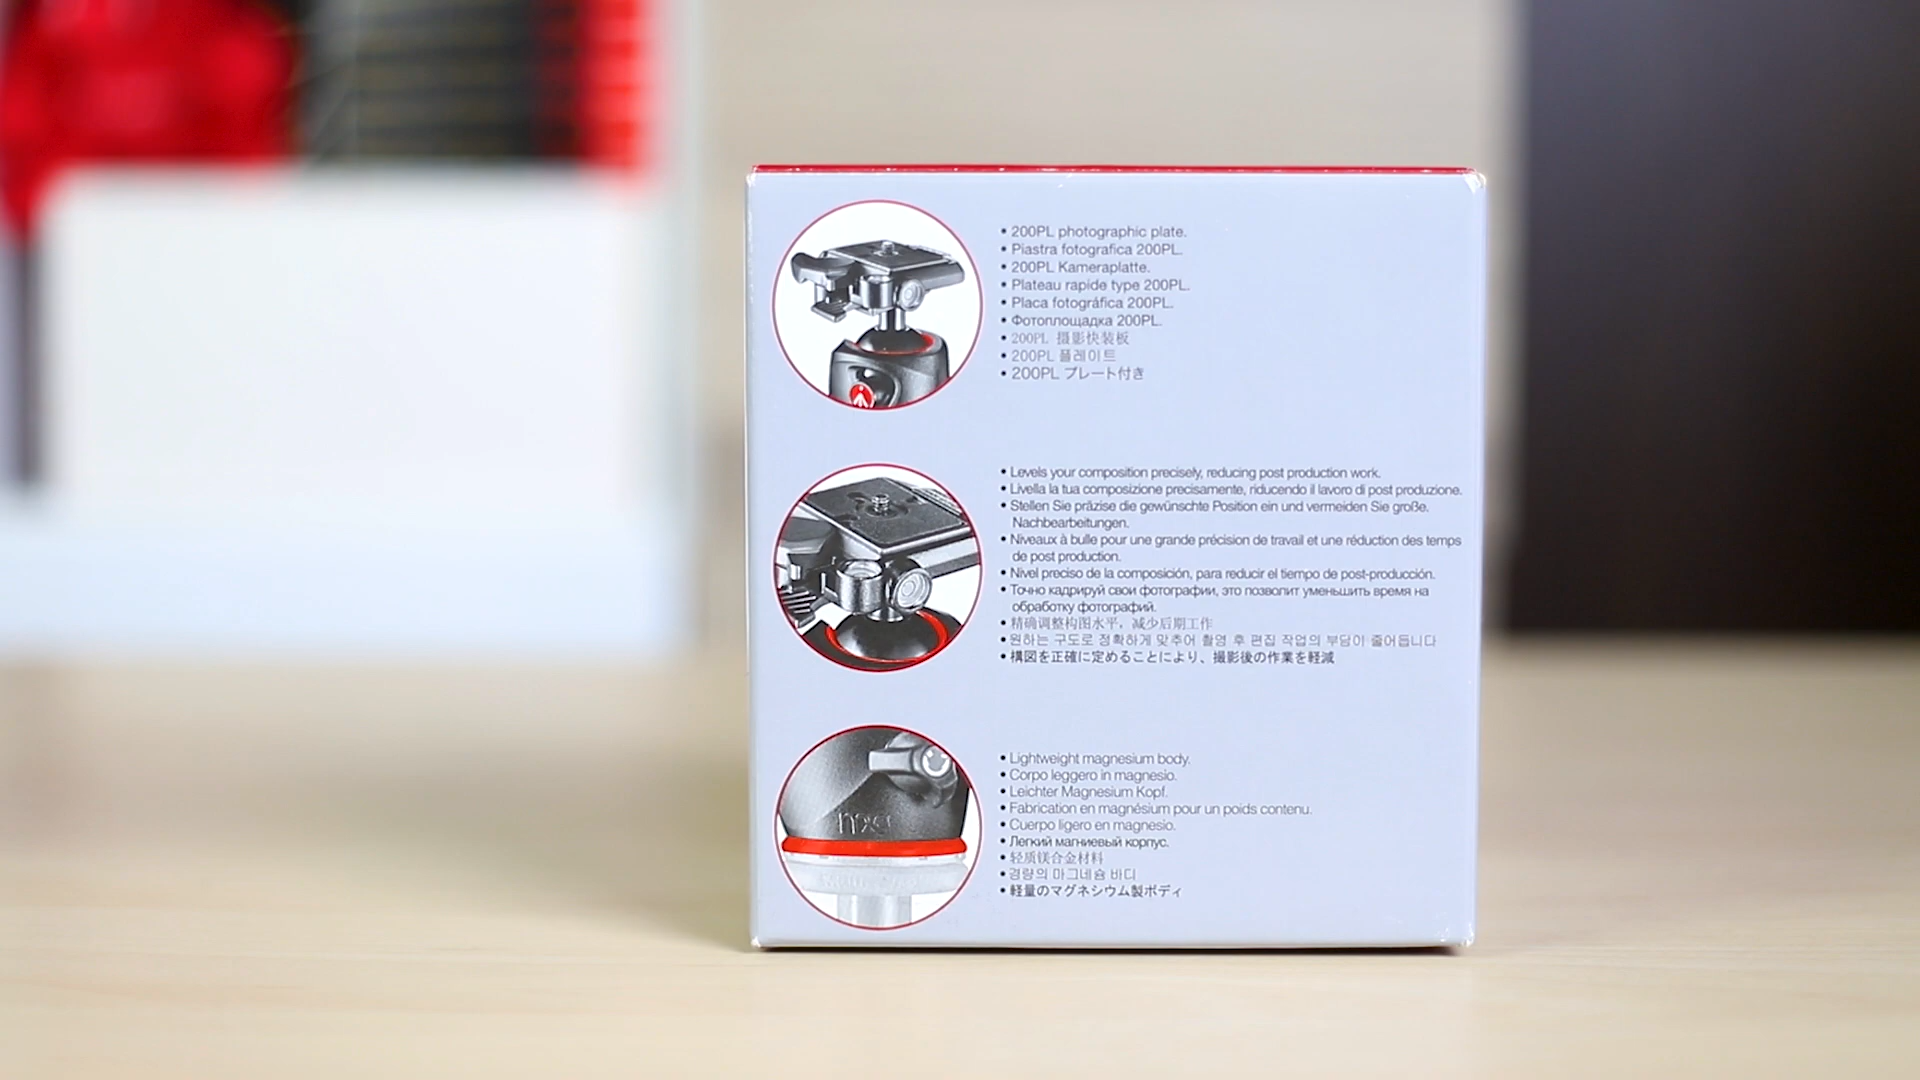 • 200PL photographic plate.
• Piastra fotografica 200PL.
• 200PL Kameraplatte.
• Plateau rapide type 200PL.
• Placa fotográfica 200PL.
• Фотоплощадка 200PL.
• 200PL 摄影快装板
• 200PL 플레이트
• 200PL プレート付き
• Levels your composition precisely, reducing post production work.
• Livella la tua composizione precisamente, riducendo il lavoro di post produzione.
• Stellen Sie präzise die gewünschte Position ein und vermeiden Sie große.
Nachbearbeitungen.
• Niveaux à bulle pour une grande précision de travail et une réduction des temps
de post production.
• Nivel preciso de la composición, para reducir el tiempo de post-producción.
• Точно кадрируй свои фотографии, это позволит уменьшить время на
обработку фотографий.
• 精确调整构图水平，减少后期工作
• 원하는 구도로 정확하게 맞추어 촬영 후 편집 작업의 부담이 줄어듭니다
• 構図を正確に定めることにより、撮影後の作業を軽減
• Lightweight magnesium body.
• Corpo leggero in magnesio.
• Leichter Magnesium Kopf.
• Fabrication en magnésium pour un poids contenu.
• Cuerpo ligero en magnesio.
• Легкий магниевый корпус.
• 轻质镁合金材料
• 경량의 마그네슘 바디
• 軽量のマグネシウム製ボディ